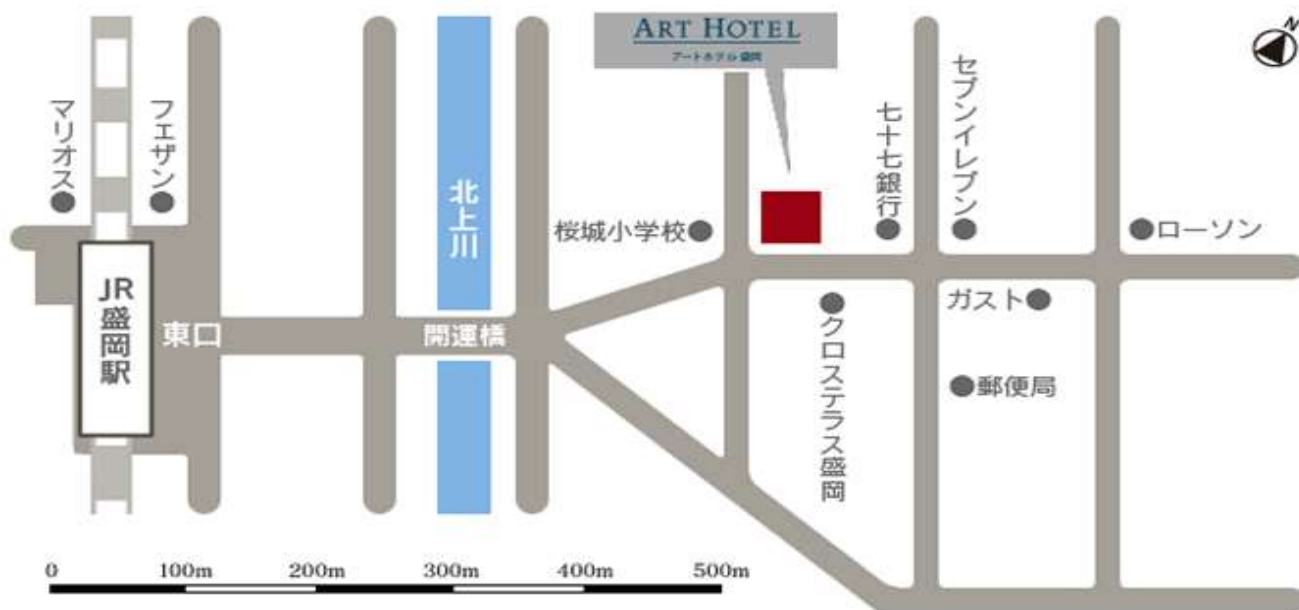 ART HOTEL
アートホテル盛岡
N
マリオス
フェザン
北上川
七十七銀行
セブンイレブン
桜城小学校
ローソン
JR盛岡駅
東口
開運橋
ガスト
クロステラス盛岡
郵便局
0 100m 200m 300m 400m 500m